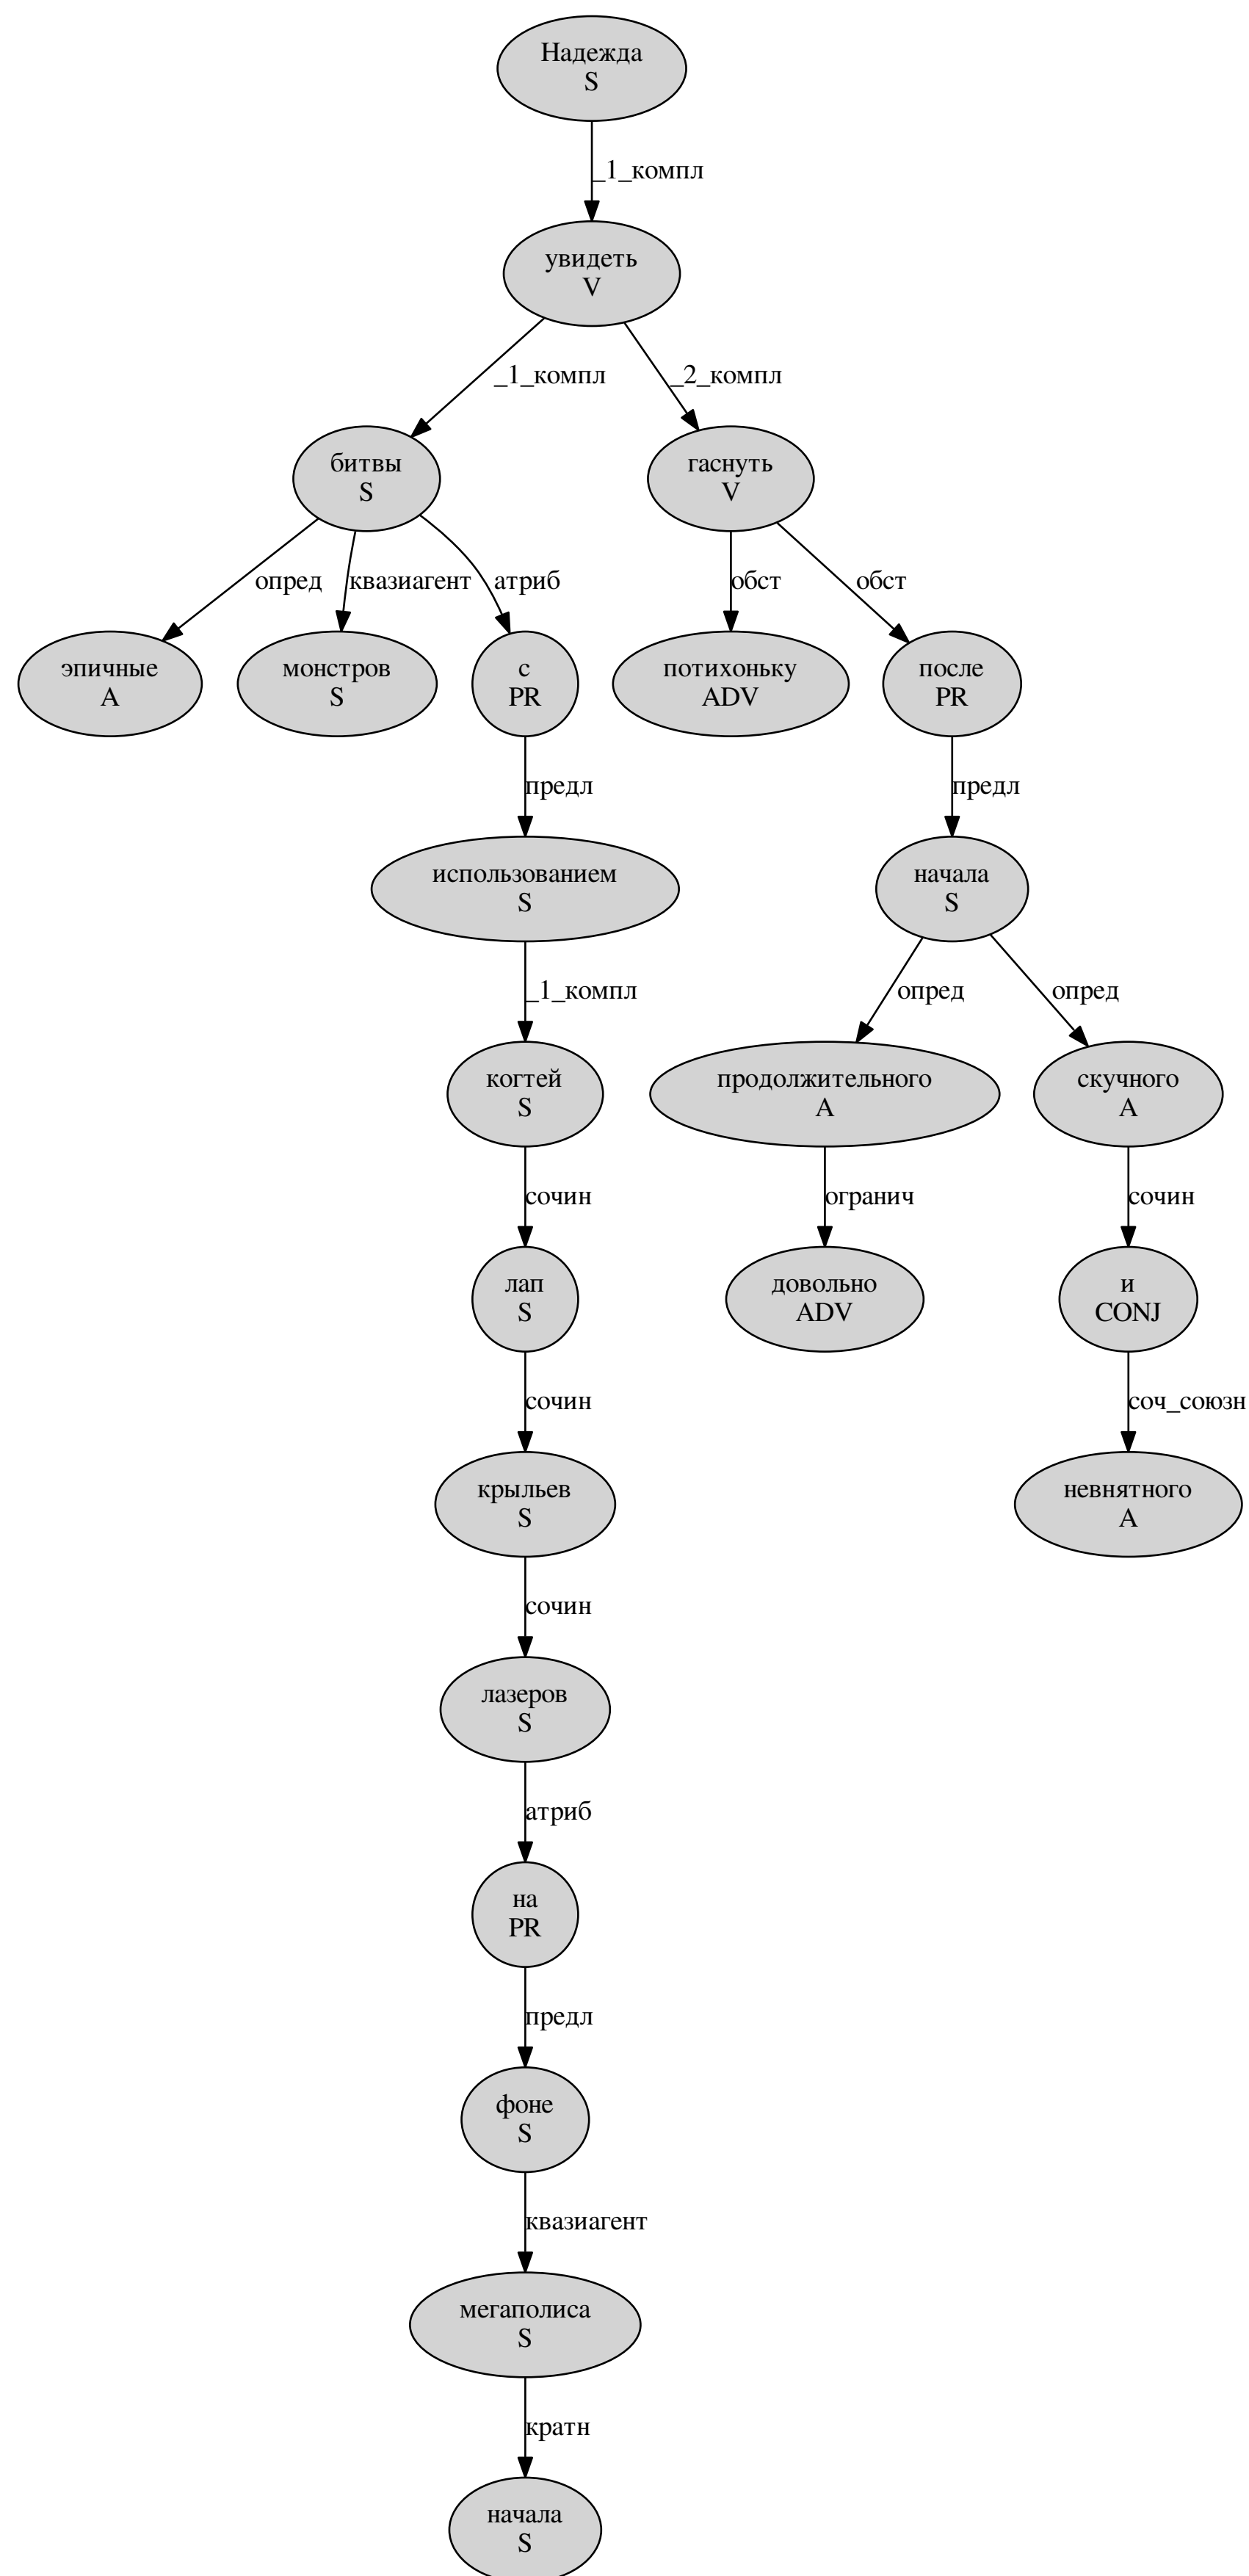 Надежда
S
_1_компл
увидеть
V
_1_компл
_2_компл
битвы
S
гаснуть
V
опред
квазиагент
атриб
обст
обст
эпичные
A
монстров
S
с
PR
потихоньку
ADV
после
PR
предл
предл
использованием
S
начала
S
_1_компл
опред
опред
когтей
S
продолжительного
A
скучного
A
сочин
огранич
сочин
лап
S
довольно
ADV
и
CONJ
сочин
соч_союзн
крыльев
S
невнятного
A
сочин
лазеров
S
атриб
на
PR
предл
фоне
S
квазиагент
мегаполиса
S
кратн
начала
S